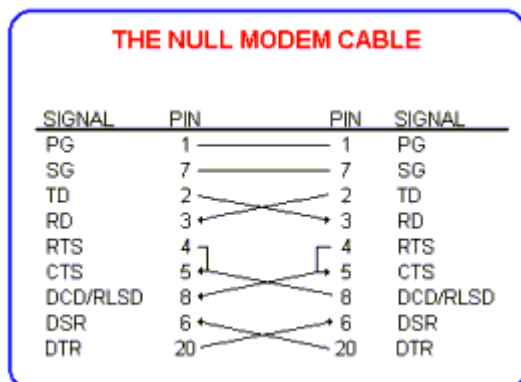 THE NULL MODEM CABLE
SIGNAL PIN PIN SIGNAL
PG 1 1 PG
SG 7 7 SG
TD 2 2 TD
RD 3 3 RD
RTS 4 4 RTS
CTS 5 5 CTS
DCD/RLSD 8 8 DCD/RLSD
DSR 6 6 DSR
DTR 20 20 DTR